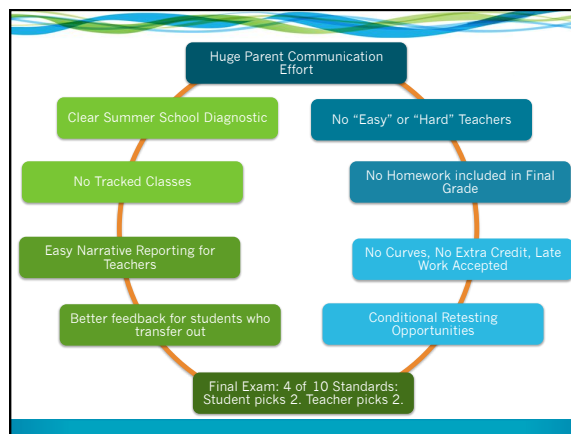 Huge Parent Communication
Effort
Clear Summer School Diagnostic
No "Easy" or "Hard" Teachers
No Tracked Classes
No Homework included in Final
Grade
Easy Narrative Reporting for
Teachers
No Curves, No Extra Credit, Late
Work Accepted
Better feedback for students who
transfer out
Conditional Retesting
Opportunities
Final Exam: 4 of 10 Standards:
Student picks 2. Teacher picks 2.